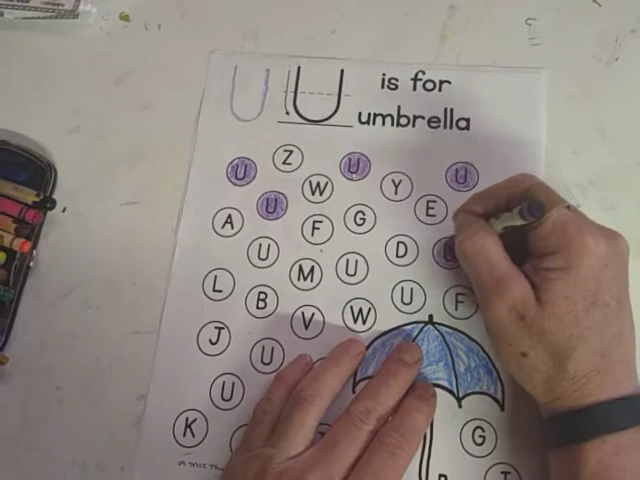 U U is for
umbrella
Z
U U U
W Y
U E
A F G
U D U
M U
L
B U F
V W
J
U
U
K G